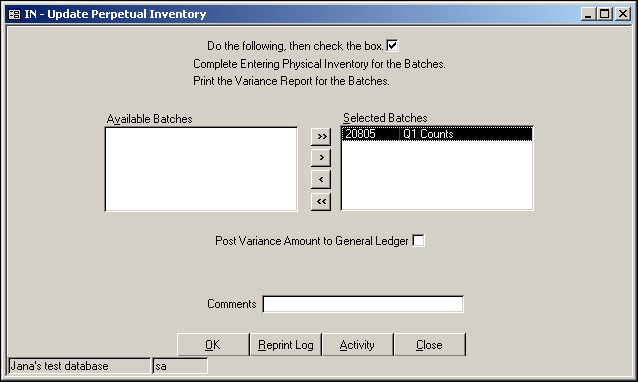 IN - Update Perpetual Inventory
Do the following, then check the box.
Complete Entering Physical Inventory for the Batches.
Print the Variance Report for the Batches.
Available Batches
Selected Batches
20805 Q1 Counts
>>
>
<
<<
Post Variance Amount to General Ledger
Comments
OK Reprint Log Activity Close
Jana's test database sa